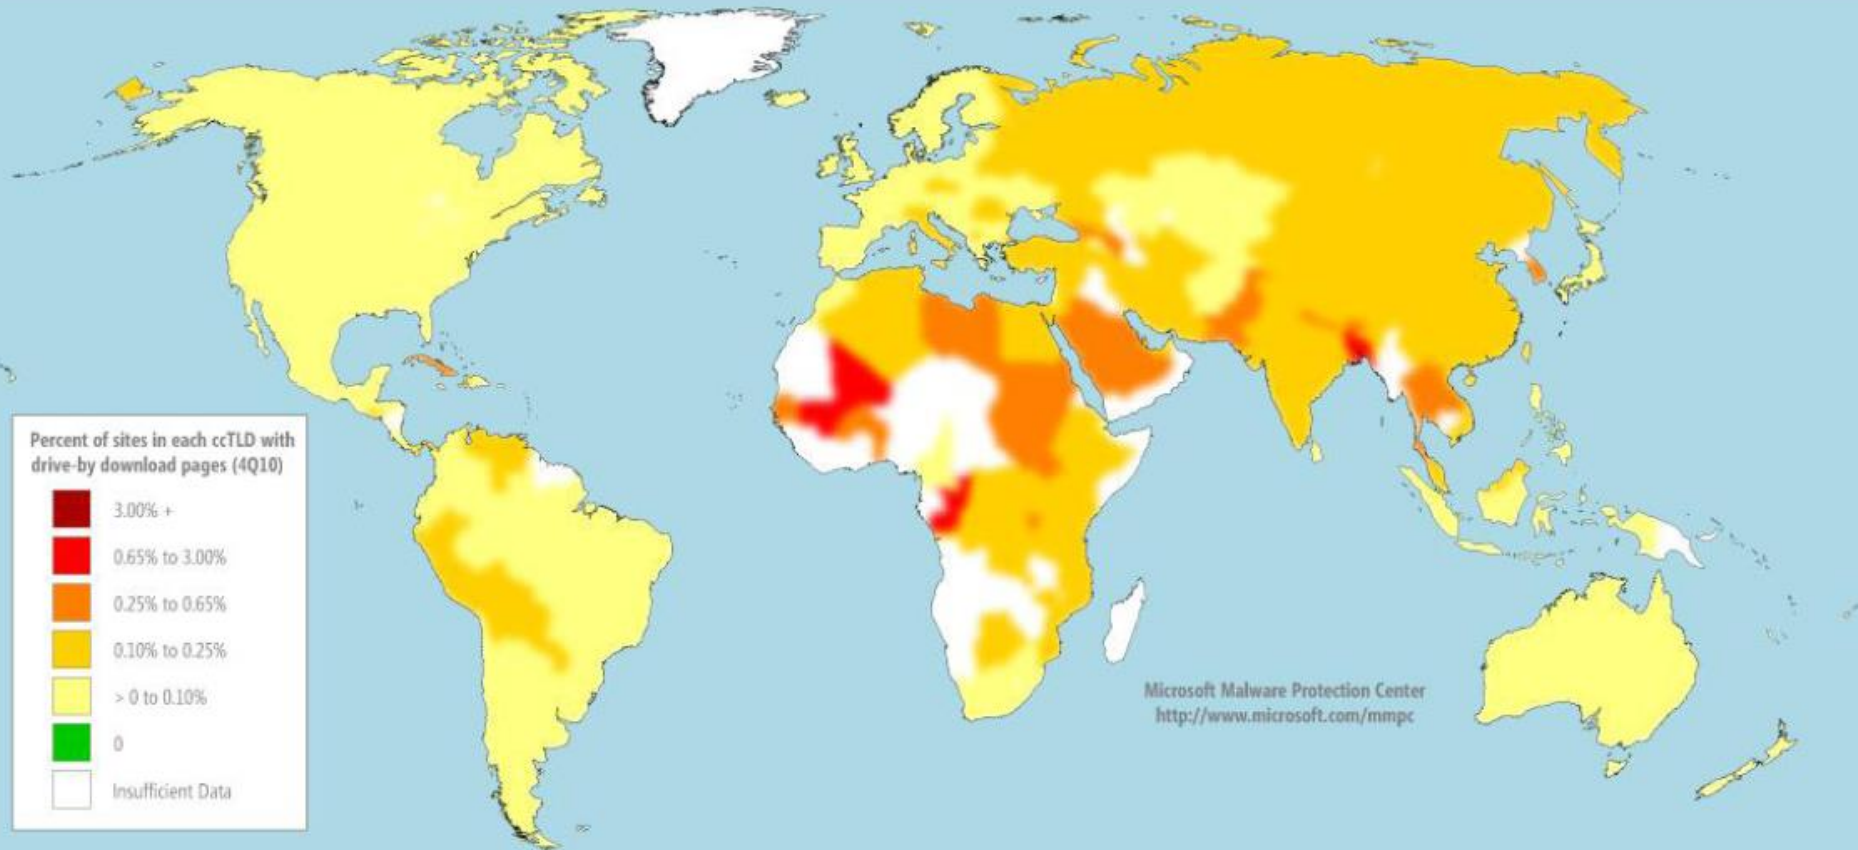 Percent of sites in each ccTLD with
drive-by download pages (4Q10)
3.00% +
0.65% to 3.00%
0.25% to 0.65%
0.10% to 0.25%
> 0 to 0.10%
0
Insufficient Data
Microsoft Malware Protection Center
http://www.microsoft.com/mmpc